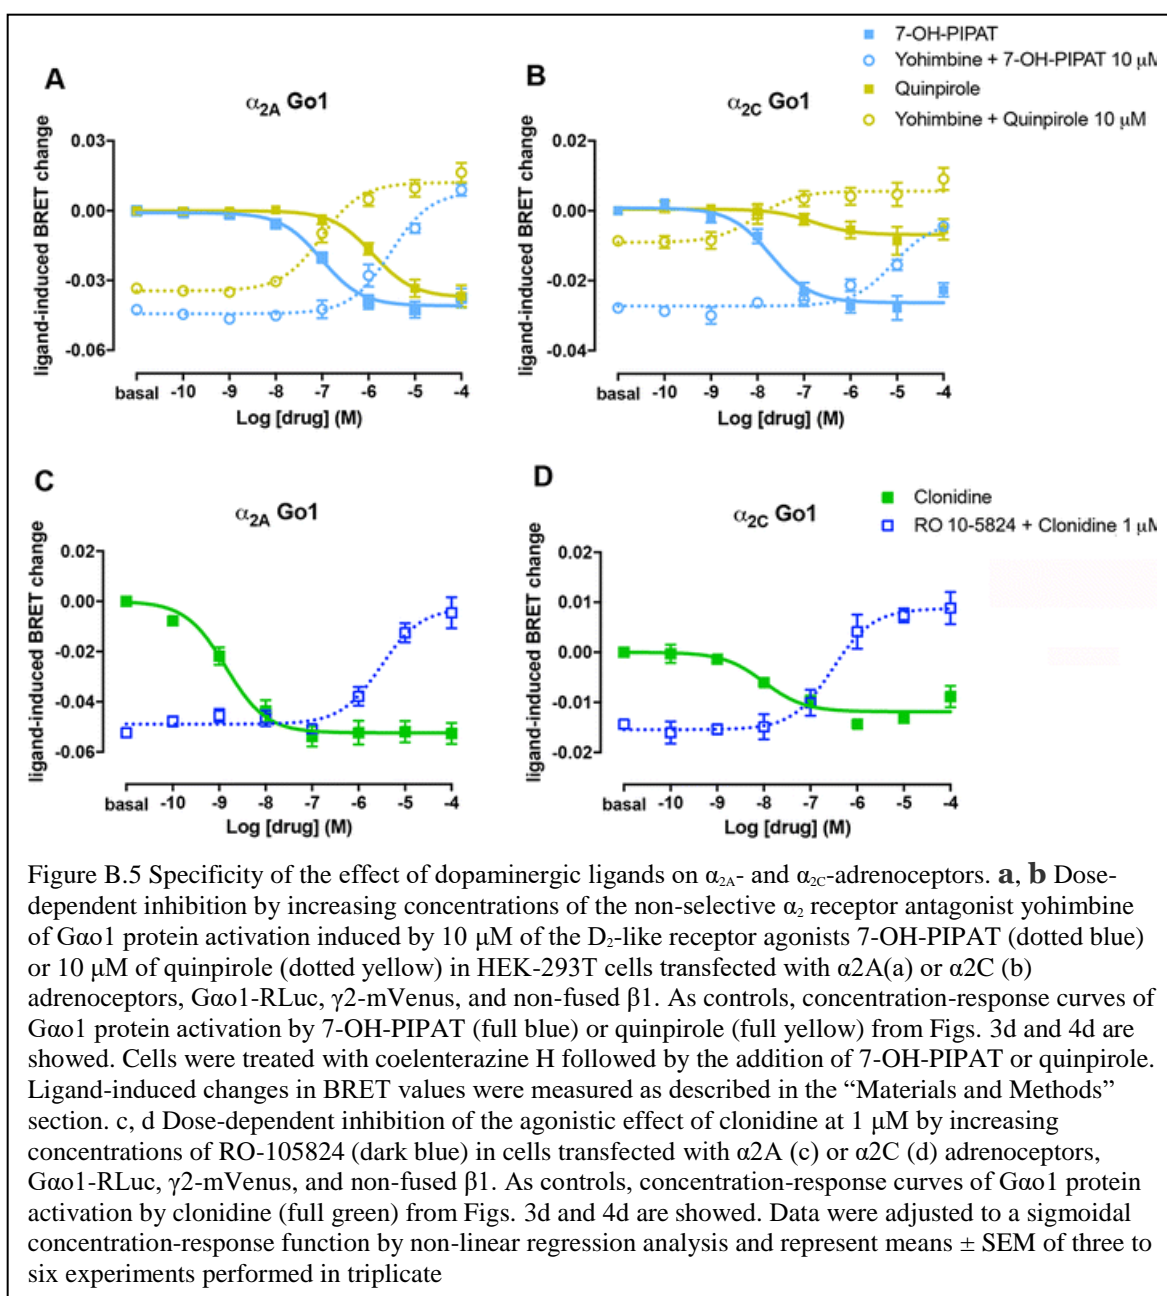 7-OH-PIPAT
Yohimbine + 7-OH-PIPAT 10 μM
Quinpirole
Yohimbine + Quinpirole 10 μM
A
α2A Go1
ligand-induced BRET change
0.03
0.00
-0.03
-0.06
basal -10 -9 -8 -7 -6 -5 -4
Log [drug] (M)
B
α2C Go1
ligand-induced BRET change
0.02
0.00
-0.02
-0.04
basal -10 -9 -8 -7 -6 -5 -4
Log [drug] (M)
C
α2A Go1
ligand-induced BRET change
0.02
0.00
-0.02
-0.04
-0.06
basal -10 -9 -8 -7 -6 -5 -4
Log [drug] (M)
D
α2C Go1
Clonidine
RO 10-5824 + Clonidine 1 μM
ligand-induced BRET change
0.02
0.01
0.00
-0.01
-0.02
basal -10 -9 -8 -7 -6 -5 -4
Log [drug] (M)
Figure B.5 Specificity of the effect of dopaminergic ligands on α2A- and α2C-adrenoceptors. a, b Dose-
dependent inhibition by increasing concentrations of the non-selective α2 receptor antagonist yohimbine
of Gαo1 protein activation induced by 10 μM of the D2-like receptor agonists 7-OH-PIPAT (dotted blue)
or 10 μM of quinpirole (dotted yellow) in HEK-293T cells transfected with α2A(a) or α2C (b)
adrenoceptors, Gαo1-RLuc, γ2-mVenus, and non-fused β1. As controls, concentration-response curves of
Gαo1 protein activation by 7-OH-PIPAT (full blue) or quinpirole (full yellow) from Figs. 3d and 4d are
showed. Cells were treated with coelenterazine H followed by the addition of 7-OH-PIPAT or quinpirole.
Ligand-induced changes in BRET values were measured as described in the “Materials and Methods”
section. c, d Dose-dependent inhibition of the agonistic effect of clonidine at 1 μM by increasing
concentrations of RO-105824 (dark blue) in cells transfected with α2A (c) or α2C (d) adrenoceptors,
Gαo1-RLuc, γ2-mVenus, and non-fused β1. As controls, concentration-response curves of Gαo1 protein
activation by clonidine (full green) from Figs. 3d and 4d are showed. Data were adjusted to a sigmoidal
concentration-response function by non-linear regression analysis and represent means ± SEM of three to
six experiments performed in triplicate